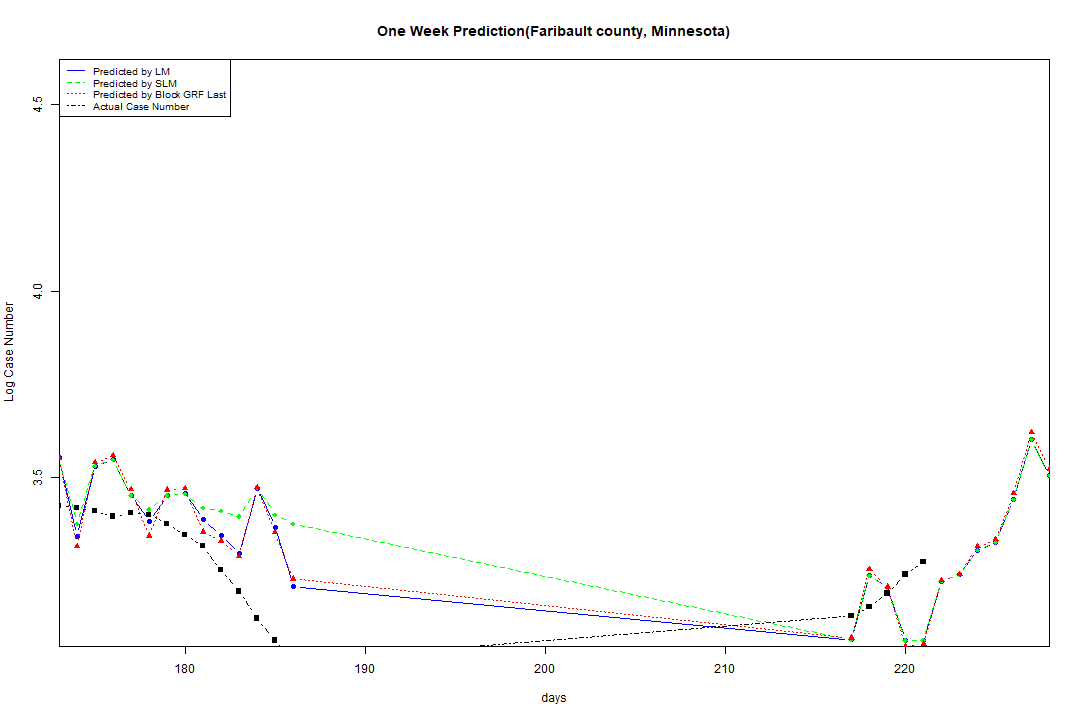 One Week Prediction(Faribault county, Minnesota)
Predicted by LM
Predicted by SLM
Predicted by Block GRF Last
Actual Case Number
4.5
4.0
3.5
Log Case Number
180 190 200 210 220
days